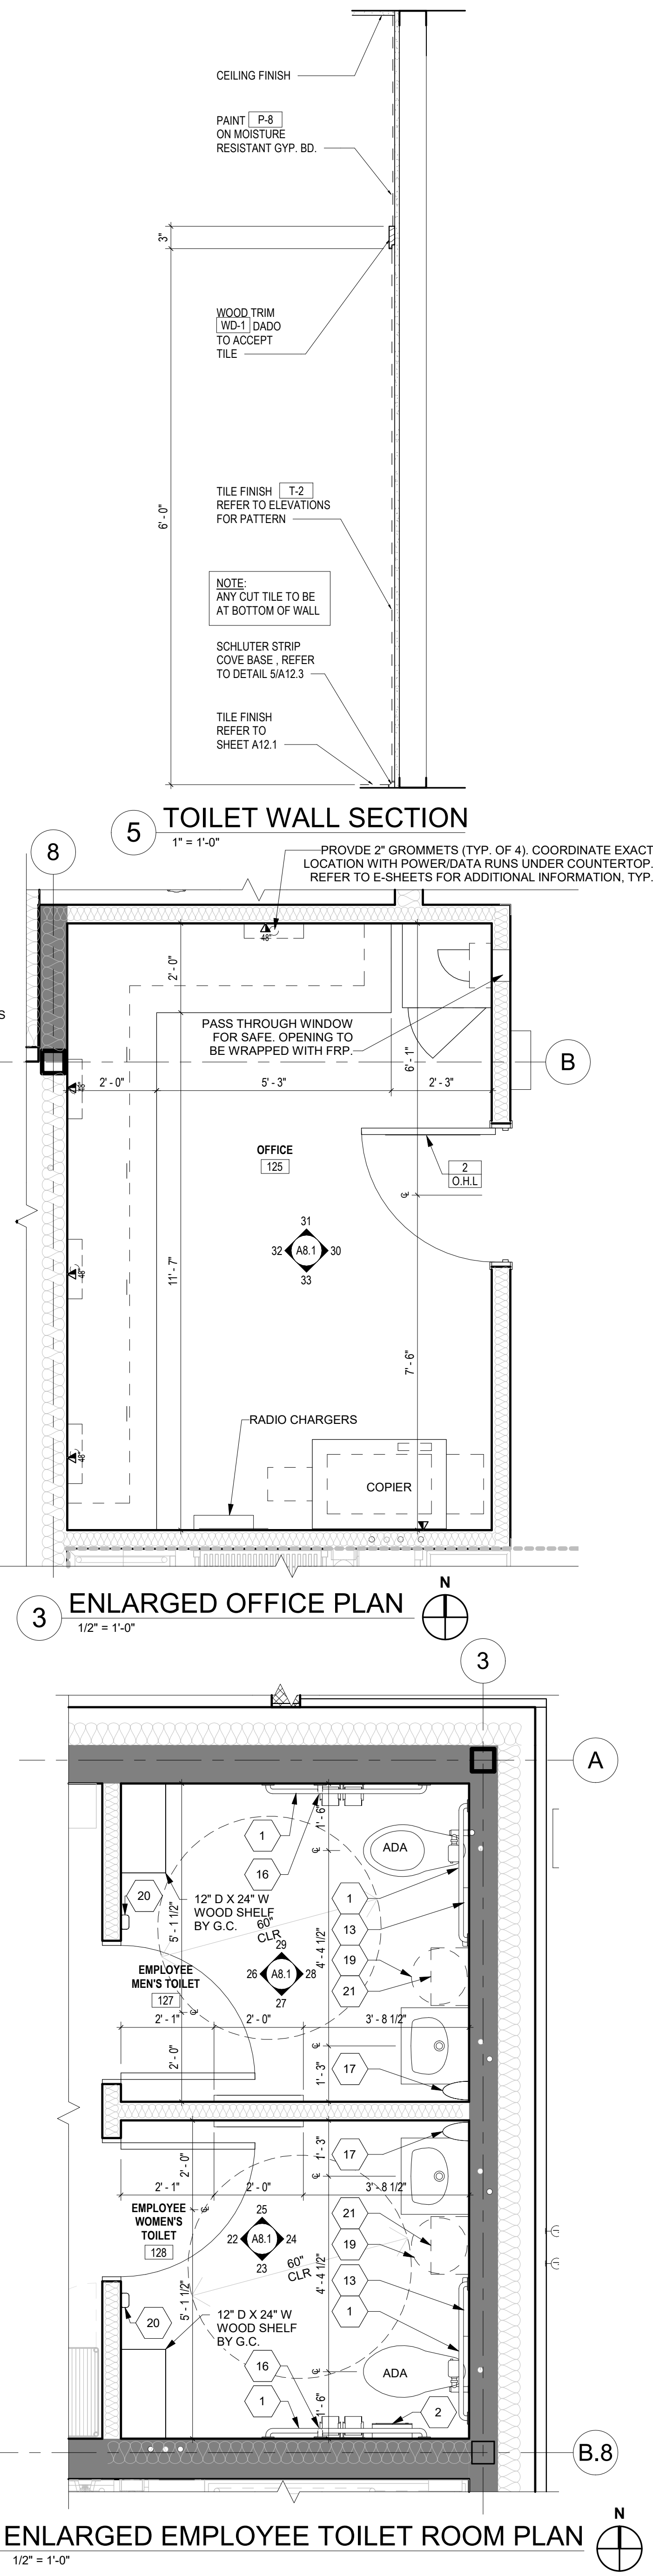 CEILING FINISH
PAINT P-8
ON MOISTURE
RESISTANT GYP. BD.
3"
WOOD TRIM
WD-1 DADO
TO ACCEPT
TILE
6' - 0"
TILE FINISH T-2
REFER TO ELEVATIONS
FOR PATTERN
NOTE:
ANY CUT TILE TO BE
AT BOTTOM OF WALL
SCHLUTER STRIP
COVE BASE , REFER
TO DETAIL 5/A12.3
TILE FINISH
REFER TO
SHEET A12.1
5 TOILET WALL SECTION
1" = 1'-0"
8
PROVDE 2" GROMMETS (TYP. OF 4). COORDINATE EXACT
LOCATION WITH POWER/DATA RUNS UNDER COUNTERTOP.
REFER TO E-SHEETS FOR ADDITIONAL INFORMATION, TYP.
48"
2' - 0"
S
PASS THROUGH WINDOW
FOR SAFE. OPENING TO
BE WRAPPED WITH FRP.
6' - 1"
B
48"
2' - 0"
5' - 3"
2' - 3"
OFFICE
125
2
O.H.L
℄
31
32 A8.1 30
33
48"
11' - 7"
7' - 6"
RADIO CHARGERS
48"
COPIER
3 ENLARGED OFFICE PLAN
1/2" = 1'-0"
N
3
A
1
1' - 6"
℄
ADA
16
20
12" D X 24" W
WOOD SHELF
BY G.C.
1
5' - 1 1/2"
60"
CLR
13
4' - 4 1/2"
29
26 A8.1 28
27
19
EMPLOYEE
MEN'S TOILET
127
21
℄
2' - 1"
2' - 0"
3' - 8 1/2"
2' - 0"
℄
1' - 3"
17
1' - 3"
17
2' - 0"
℄
2' - 1"
2' - 0"
3' - 8 1/2"
EMPLOYEE
WOMEN'S
TOILET
128
℄
25
22 A8.1 24
23
21
19
60"
CLR
4' - 4 1/2"
13
5' - 1 1/2"
1
20
12" D X 24" W
WOOD SHELF
BY G.C.
16
℄
ADA
1
1' - 6"
2
B.8
ENLARGED EMPLOYEE TOILET ROOM PLAN
1/2" = 1'-0"
N